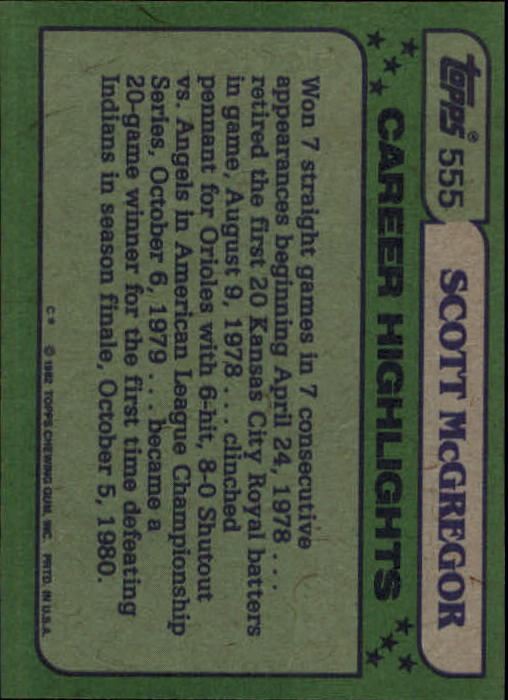 topps® 555
SCOTT McGREGOR
CAREER HIGHLIGHTS
Won 7 straight games in 7 consecutive
appearances beginning April 24, 1978 ....
retired the first 20 Kansas City Royal batters
in game, August 9, 1978 ... clinched
pennant for Orioles with 6-hit, 8-0 Shutout
vs. Angels in American League Championship
Series, October 6, 1979 .... became a
20-game winner for the first time defeating
Indians in season finale, October 5, 1980.
C* © 1982 TOPPS CHEWING GUM, INC. PRTD. IN U.S.A.